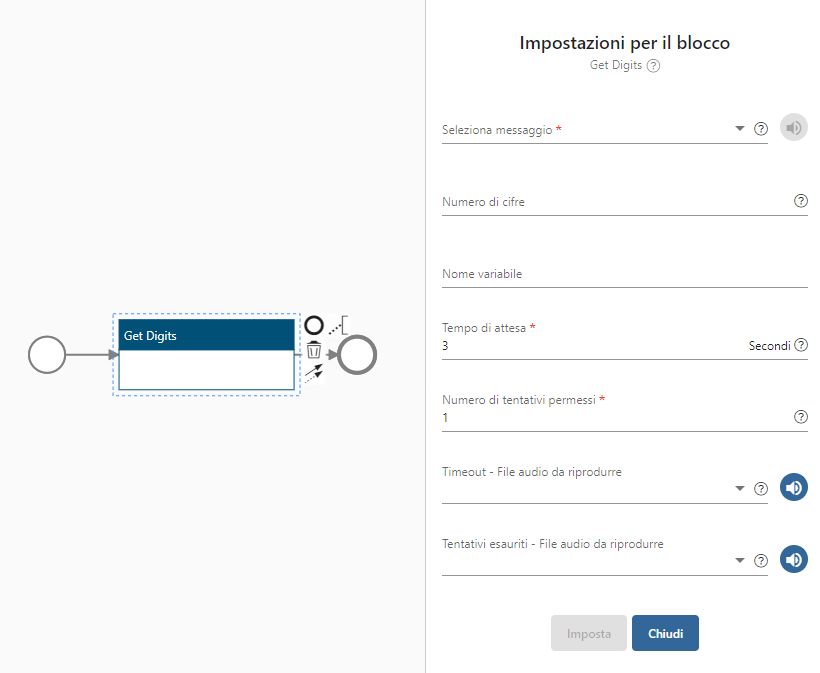 Get Digits
Impostazioni per il blocco
Get Digits ?
Seleziona messaggio * ?
Numero di cifre ?
Nome variabile
Tempo di attesa *
3 Secondi ?
Numero di tentativi permessi *
1 ?
Timeout - File audio da riprodurre
?
Tentativi esauriti - File audio da riprodurre
?
Imposta Chiudi